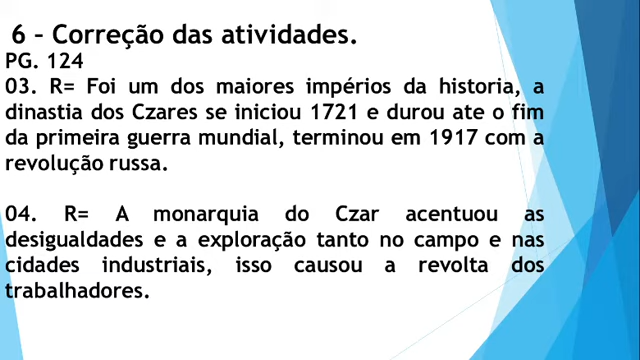 6 – Correção das atividades.
PG. 124
03. R= Foi um dos maiores impérios da historia, a
dinastia dos Czares se iniciou 1721 e durou ate o fim
da primeira guerra mundial, terminou em 1917 com a
revolução russa.
04. R= A monarquia do Czar acentuou as
desigualdades e a exploração tanto no campo e nas
cidades industriais, isso causou a revolta dos
trabalhadores.